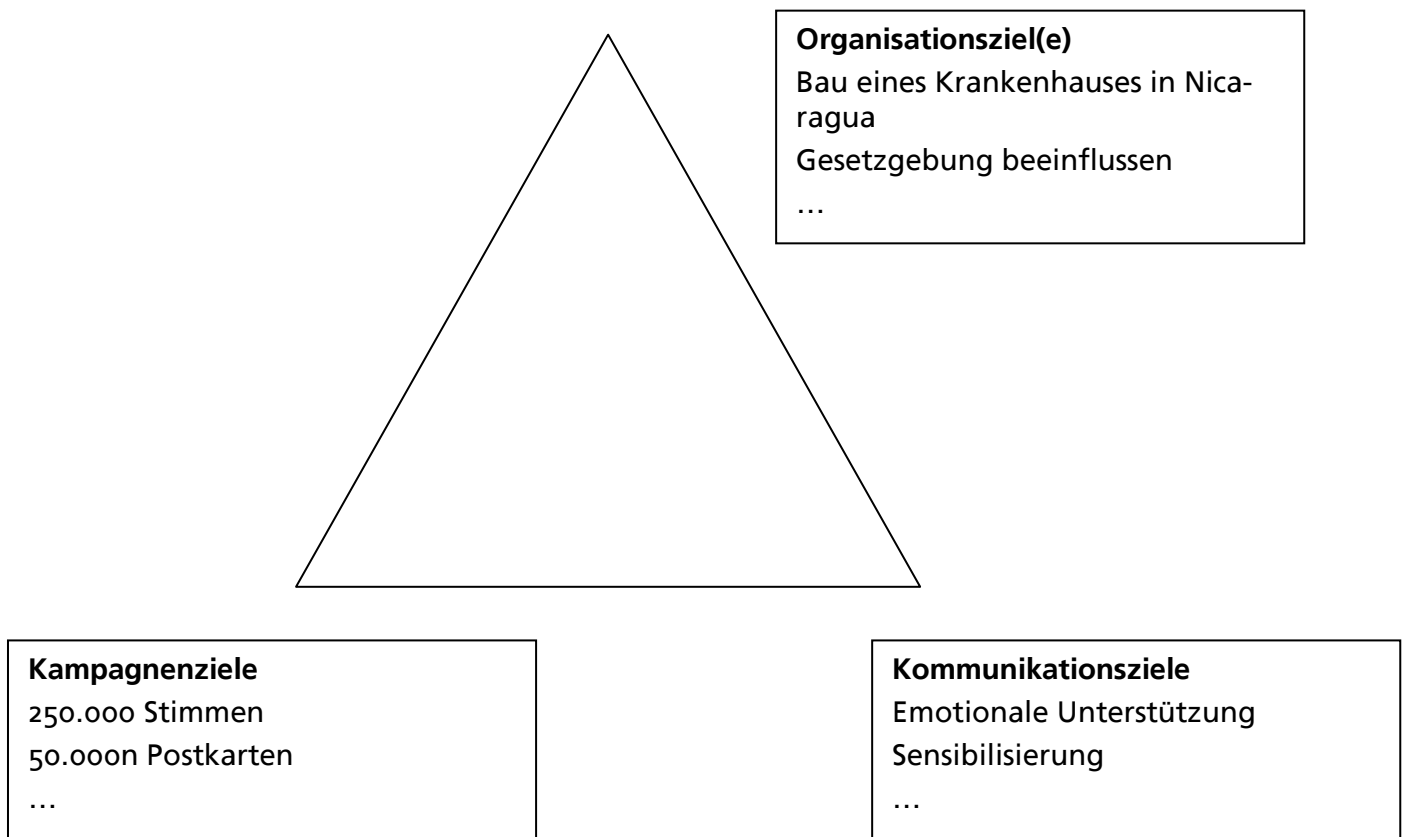 Organisationsziel(e)
Bau eines Krankenhauses in Nica-
ragua
Gesetzgebung beeinflussen
…
Kampagnenziele
250.000 Stimmen
50.000n Postkarten
…
Kommunikationsziele
Emotionale Unterstützung
Sensibilisierung
…